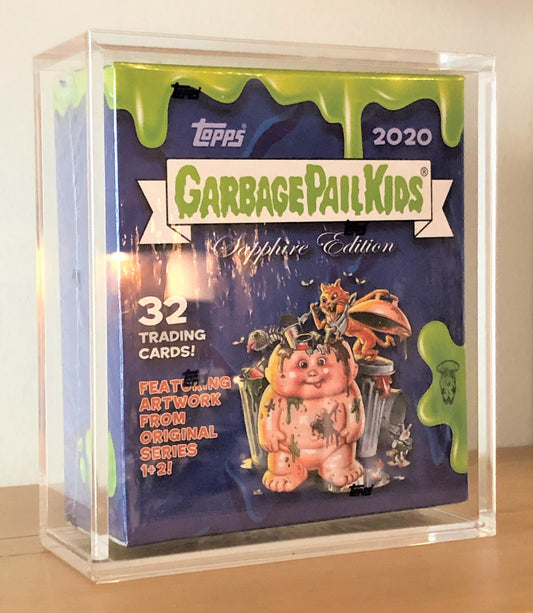 topps
2020
GARBAGE PAIL KIDS®
Sapphire Edition
32
TRADING
CARDS!
FEATURING
ARTWORK
FROM
ORIGINAL
SERIES
1+2!